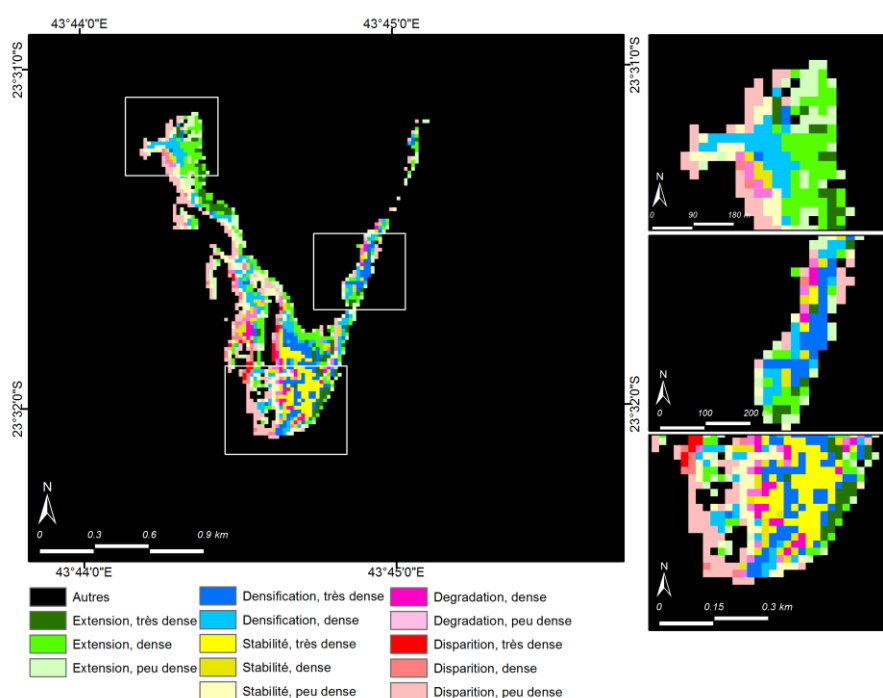 43°44'0"E 43°45'0"E
23°31'0"S
23°31'0"S
N
0 90 180 m
N
0 100 200
23°32'0"S
23°32'0"S
N
0 0.3 0.6 0.9 km
N
0 0.15 0.3 km
43°44'0"E 43°45'0"E
Autres
Extension, très dense
Extension, dense
Extension, peu dense
Densification, très dense
Densification, dense
Stabilité, très dense
Stabilité, dense
Stabilité, peu dense
Degradation, dense
Degradation, peu dense
Disparition, très dense
Disparition, dense
Disparition, peu dense